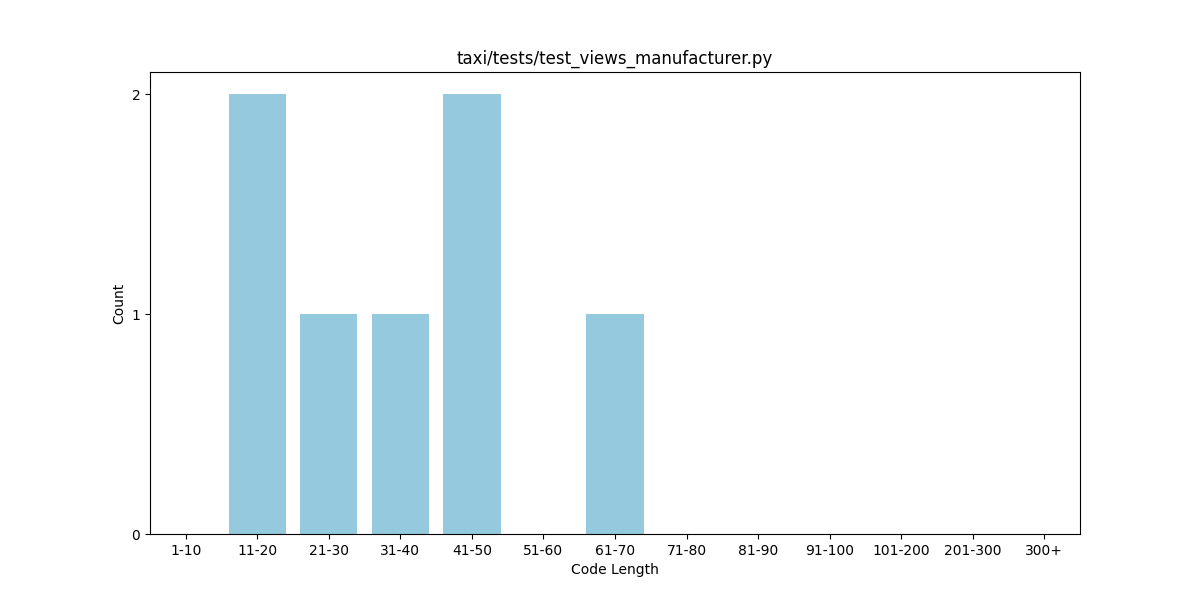 taxi/tests/test_views_manufacturer.py
Count
2
1
0
1-10 11-20 21-30 31-40 41-50 51-60 61-70 71-80 81-90 91-100 101-200 201-300 300+
Code Length